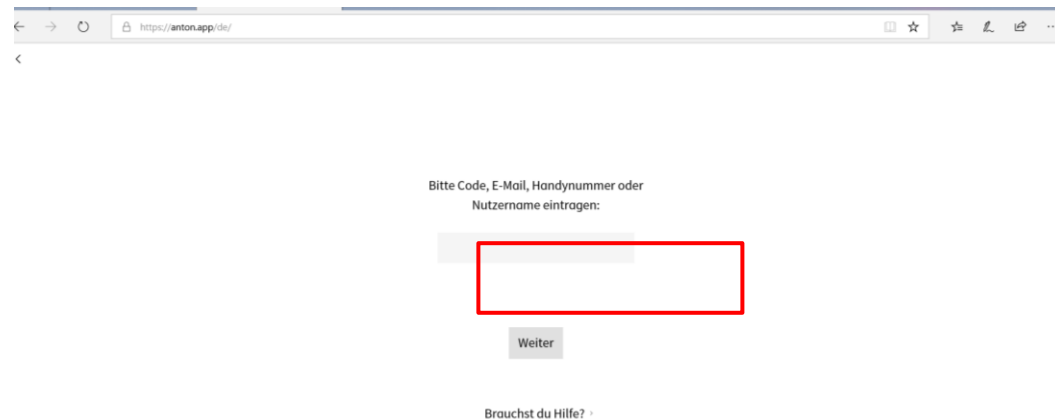 https://anton.app/de/
Bitte Code, E-Mail, Handynummer oder
Nutzername eintragen:
Weiter
Brauchst du Hilfe? ›